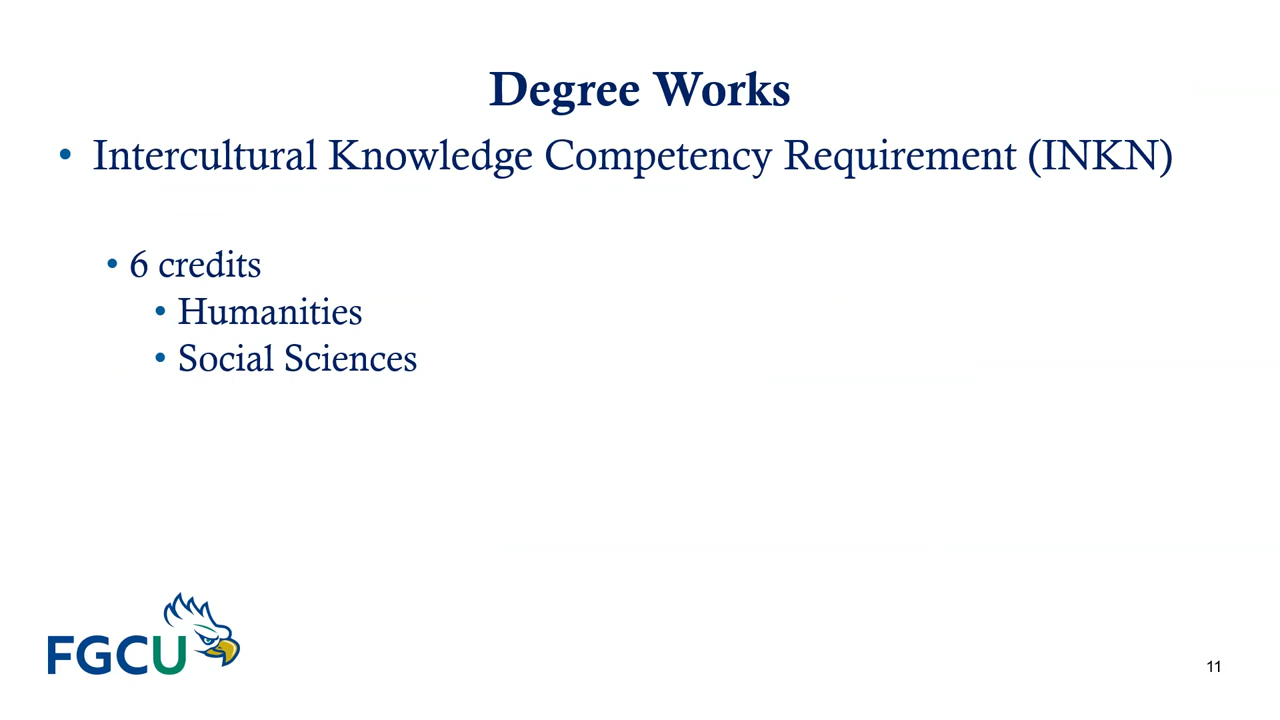 Degree Works
• Intercultural Knowledge Competency Requirement (INKN)
• 6 credits
• Humanities
• Social Sciences
FGCU
11